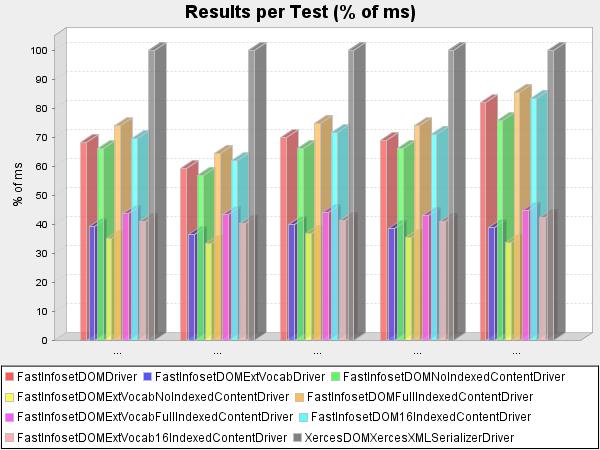 Results per Test (% of ms)
100
90
80
70
60
50
40
30
20
10
0
% of ms
... ... ... ... ...
FastInfosetDOMDriver FastInfosetDOMExtVocabDriver FastInfosetDOMNoIndexedContentDriver
FastInfosetDOMExtVocabNoIndexedContentDriver FastInfosetDOMFullIndexedContentDriver
FastInfosetDOMExtVocabFullIndexedContentDriver FastInfosetDOM16IndexedContentDriver
FastInfosetDOMExtVocab16IndexedContentDriver XercesDOMXercesXMLSerializerDriver